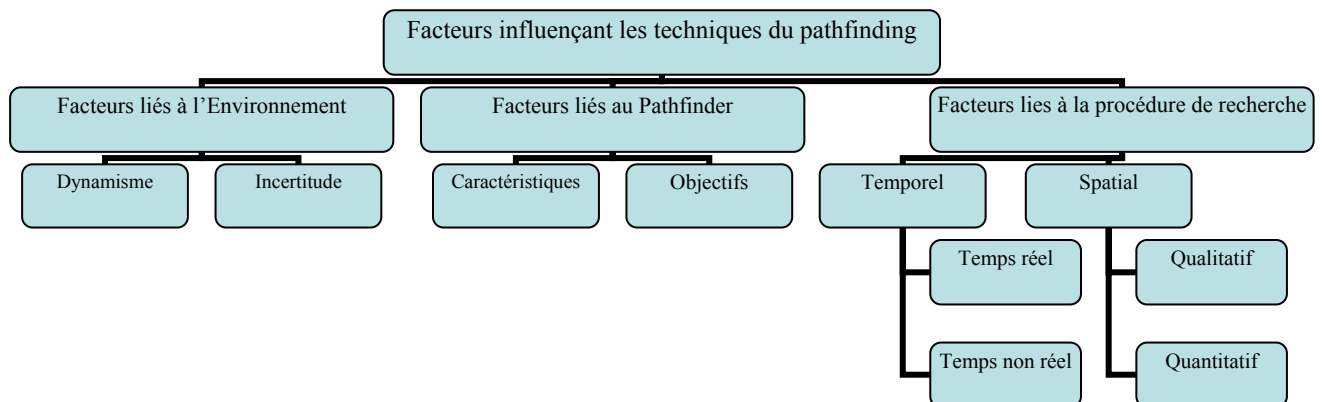 Facteurs influençant les techniques du pathfinding
Facteurs liés à l’Environnement
Facteurs liés au Pathfinder
Facteurs lies à la procédure de recherche
Dynamisme
Incertitude
Caractéristiques
Objectifs
Temporel
Spatial
Temps réel
Qualitatif
Temps non réel
Quantitatif